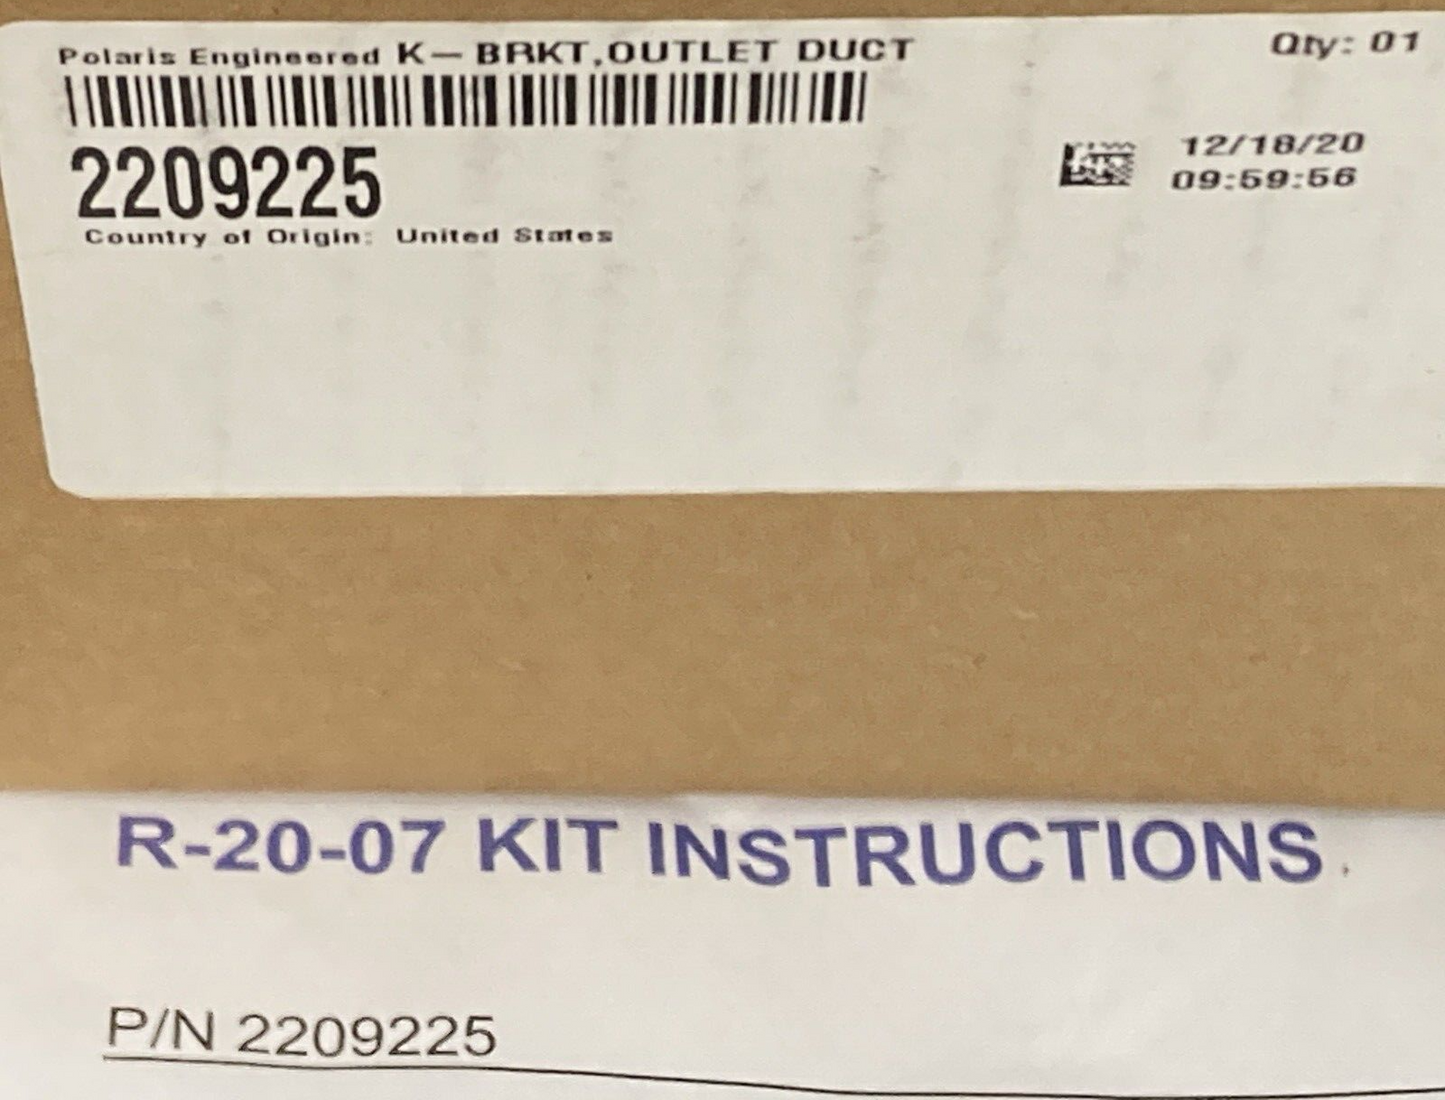 Polaris Engineered K- BRKT,OUTLET DUCT
Qty: 01
2209225
12/18/20
09:59:56
Country of Origin: United States
R-20-07 KIT INSTRUCTIONS
P/N 2209225